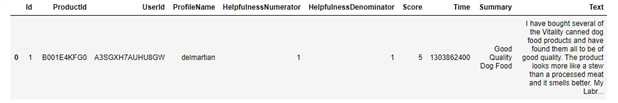 Id ProductId UserId ProfileName HelpfulnessNumerator HelpfulnessDenominator Score Time Summary Text
I have bought several of
the Vitality canned dog
food products and have
Good found them all to be of
0 1 B001E4KFG0 A3SGXH7AUHU8GW delmartian 1 1 5 1303862400 Quality good quality. The product
Dog Food looks more like a stew
than a processed meat
and it smells better. My
Labr...